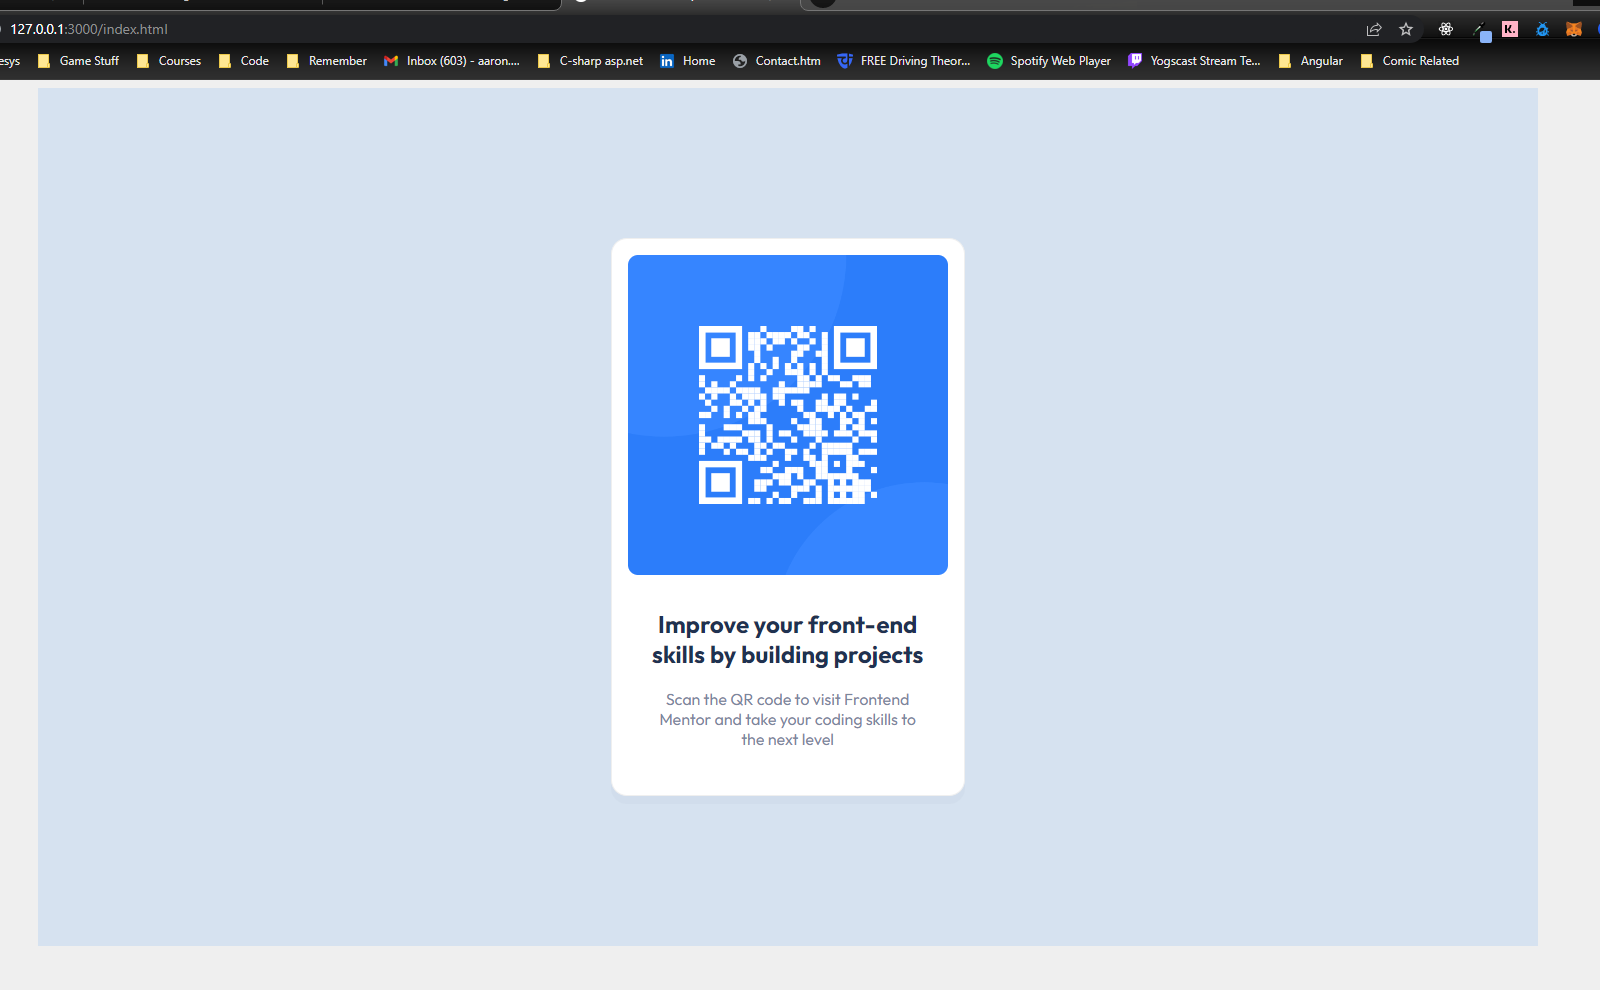 127.0.0.1:3000/index.html
K.
esys Game Stuff Courses Code Remember Inbox (603) - aaron.... C-sharp asp.net in Home Contact.htm FREE Driving Theor... Spotify Web Player Yogscast Stream Te... Angular Comic Related
Improve your front-end
skills by building projects
Scan the QR code to visit Frontend
Mentor and take your coding skills to
the next level